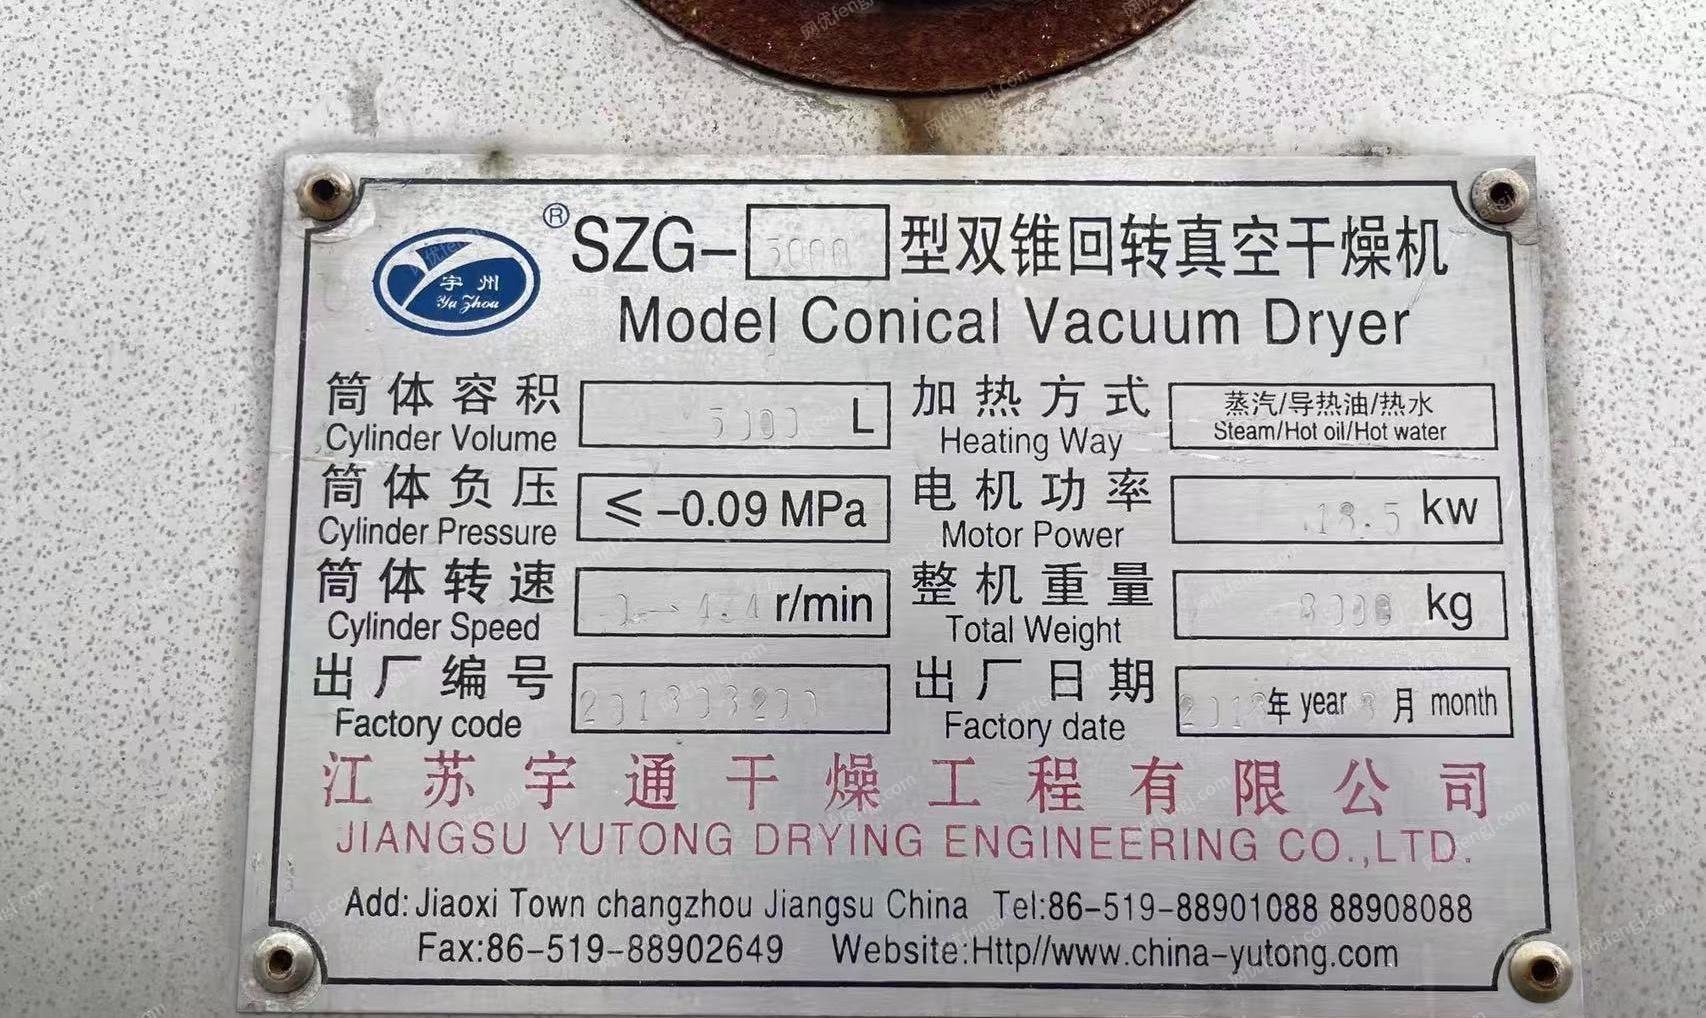 ® SZG-5000型双锥回转真空干燥机
Model Conical Vacuum Dryer
宇州
Yu Zhou
筒体容积 5000 L 加热方式 蒸汽/导热油/热水
Cylinder Volume Heating Way Steam/Hot oil/Hot water
筒体负压 ≤-0.09 MPa 电机功率 18.5 kw
Cylinder Pressure Motor Power
筒体转速 r/min 整机重量 kg
Cylinder Speed Total Weight
出厂编号 201803200 出厂日期 年 year 月 month
Factory code Factory date
江苏宇通干燥工程有限公司
JIANGSU YUTONG DRYING ENGINEERING CO.,LTD.
Add:Jiaoxi Town changzhou Jiangsu China Tel:86-519-88901088 88908088
Fax:86-519-88902649 Website:Http//www.china-yutong.com